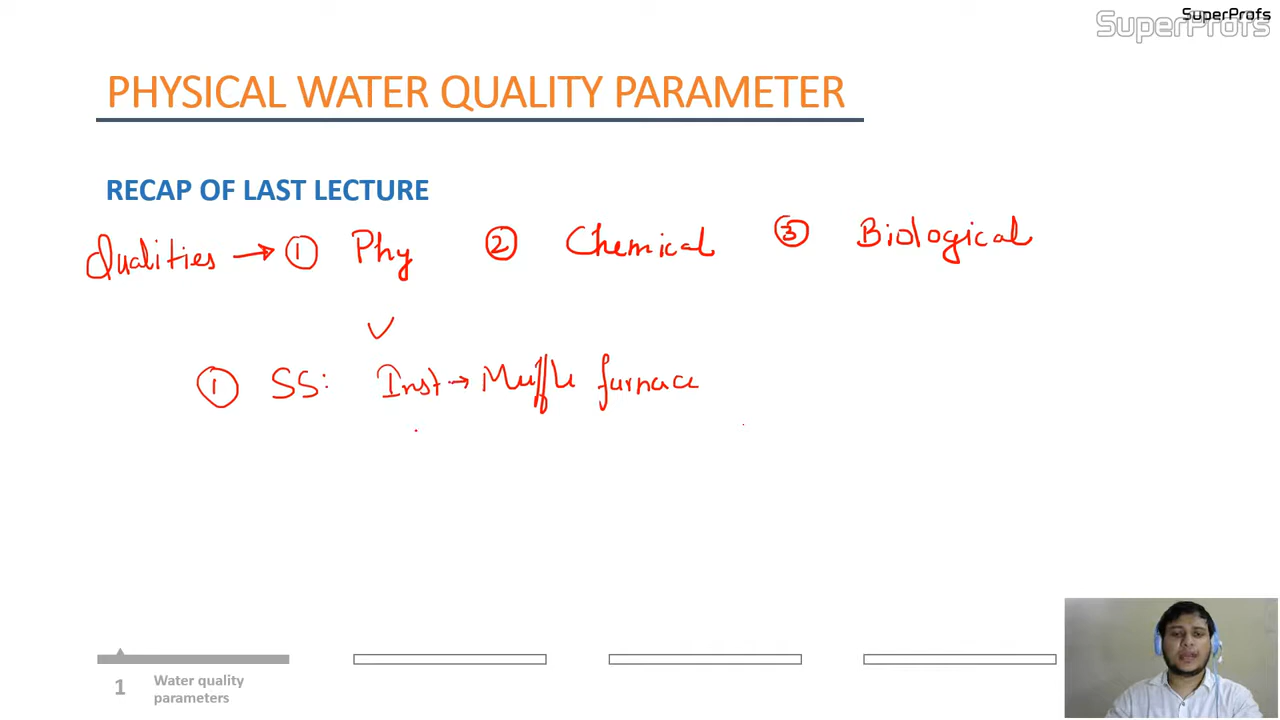 SuperProfs
SuperProfs
PHYSICAL WATER QUALITY PARAMETER
RECAP OF LAST LECTURE
Qualities → ① Phy ② Chemical ③ Biological
① SS: Inst → Muffle furnace
1 Water quality
parameters